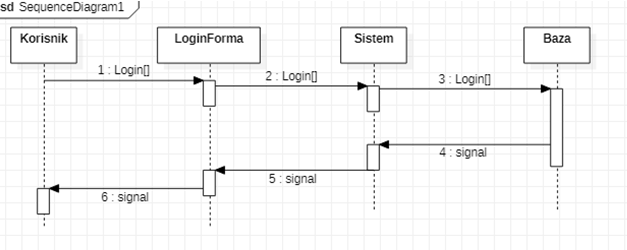 sd SequenceDiagram1
Korisnik
LoginForma
Sistem
Baza
1 : Login[]
2 : Login[]
3 : Login[]
4 : signal
5 : signal
6 : signal